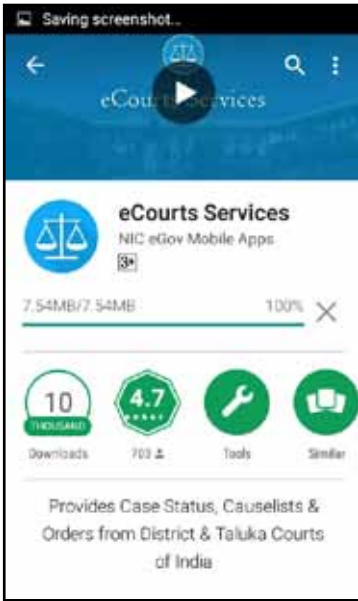 Saving screenshot...
eCourts Services
eCourts Services
NIC eGov Mobile Apps
3+
7.54MB/7.54MB 100%
10
THOUSAND
Downloads
4.7
703
Tools
Similar
Provides Case Status, Causelists &
Orders from District & Taluka Courts
of India